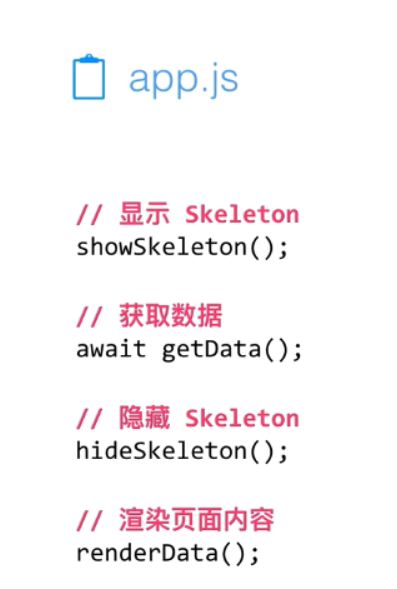 app.js
// 显示 Skeleton
showSkeleton();
// 获取数据
await getData();
// 隐藏 Skeleton
hideSkeleton();
// 渲染页面内容
renderData();